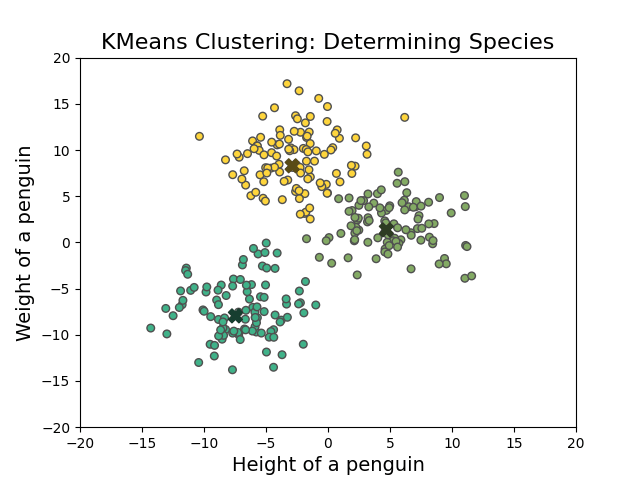 KMeans Clustering: Determining Species
20
15
10
5
0
−5
−10
−15
−20
Weight of a penguin
−20 −15 −10 −5 0 5 10 15 20
Height of a penguin